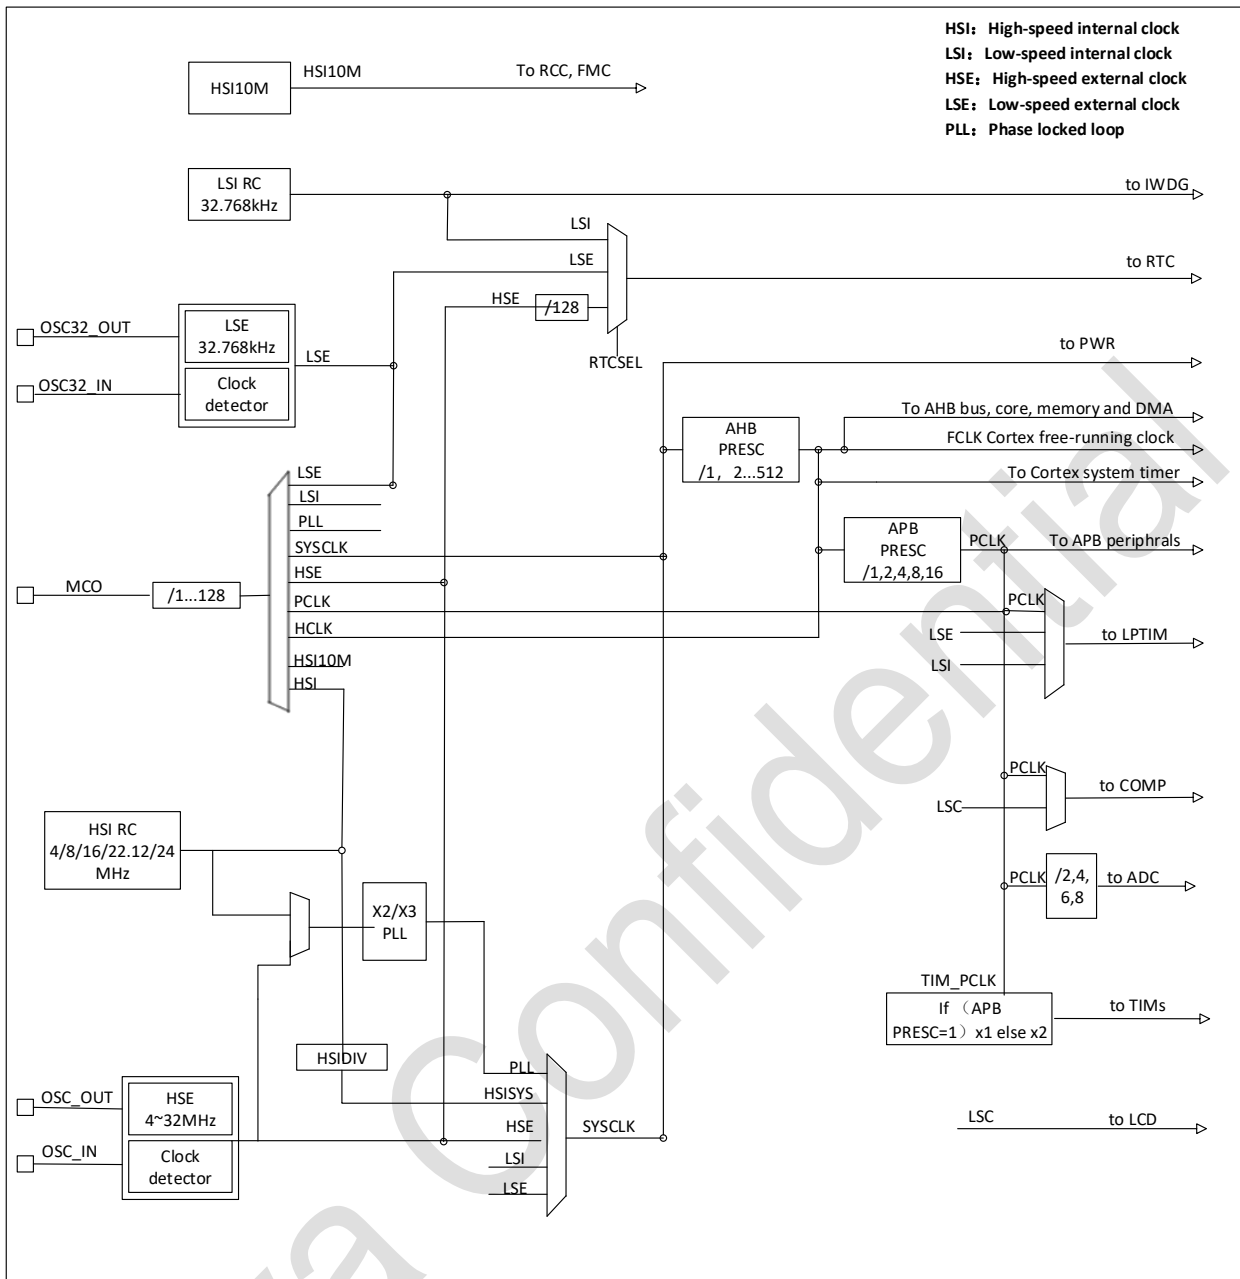 HSI：High-speed internal clock
LSI：Low-speed internal clock
HSE：High-speed external clock
LSE：Low-speed external clock
PLL：Phase locked loop
HSI10M
HSI10M
To RCC, FMC
LSI RC
32.768kHz
to IWDG
LSI
LSE
to RTC
HSE
/128
RTCSEL
OSC32_OUT
LSE
32.768kHz
LSE
OSC32_IN
Clock
detector
to PWR
AHB
PRESC
/1，2...512
To AHB bus, core, memory and DMA
FCLK Cortex free-running clock
To Cortex system timer
LSE
LSI
PLL
SYSCLK
HSE
PCLK
HCLK
HSI10M
HSI
MCO
/1...128
APB
PRESC
/1,2,4,8,16
PCLK
To APB periphrals
PCLK
LSE
LSI
to LPTIM
PCLK
LSC
to COMP
HSI RC
4/8/16/22.12/24
MHz
X2/X3
PLL
PCLK
/2,4,
6,8
to ADC
TIM_PCLK
If （APB
PRESC=1）x1 else x2
to TIMs
HSIDIV
PLL
HSISYS
HSE
LSI
LSE
SYSCLK
OSC_OUT
HSE
4~32MHz
OSC_IN
Clock
detector
LSC
to LCD
ra Confidential